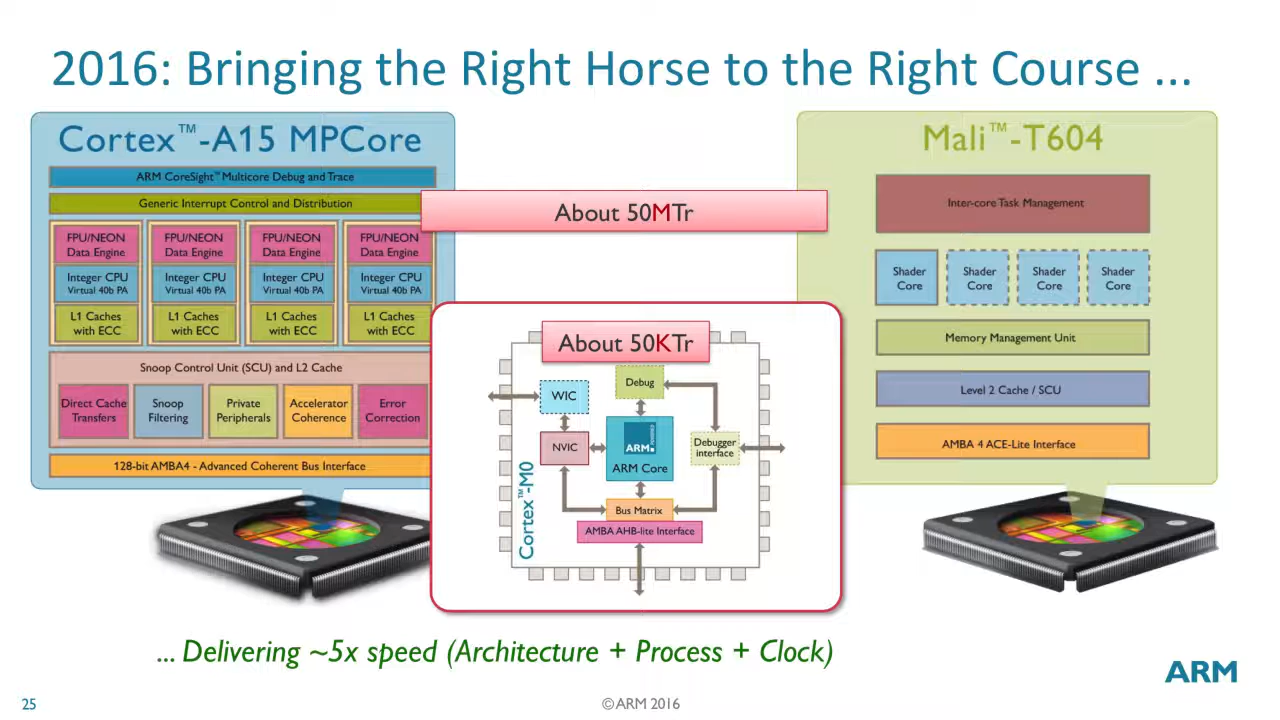 2016: Bringing the Right Horse to the Right Course ...
Cortex™-A15 MPCore
ARM CoreSight™ Multicore Debug and Trace
Generic Interrupt Control and Distribution
FPU/NEON
Data Engine
FPU/NEON
Data Engine
FPU/NEON
Data Engine
FPU/NEON
Data Engine
Integer CPU
Virtual 40b PA
Integer CPU
Virtual 40b PA
Integer CPU
Virtual 40b PA
Integer CPU
Virtual 40b PA
L1 Caches
with ECC
L1 Caches
with ECC
L1 Caches
with ECC
L1 Caches
with ECC
Snoop Control Unit (SCU) and L2 Cache
Direct Cache
Transfers
Snoop
Filtering
Private
Peripherals
Accelerator
Coherence
Error
Correction
128-bit AMBA4 - Advanced Coherent Bus Interface
About 50MTr
About 50KTr
WIC
Debug
NVIC
ARM
ARM Core
Debugger
interface
Bus Matrix
AMBA AHB-lite Interface
Cortex™-M0
Mali™-T604
Inter-core Task Management
Shader
Core
Shader
Core
Shader
Core
Shader
Core
Memory Management Unit
Level 2 Cache / SCU
AMBA 4 ACE-Lite Interface
... Delivering ~5x speed (Architecture + Process + Clock)
ARM
25
© ARM 2016